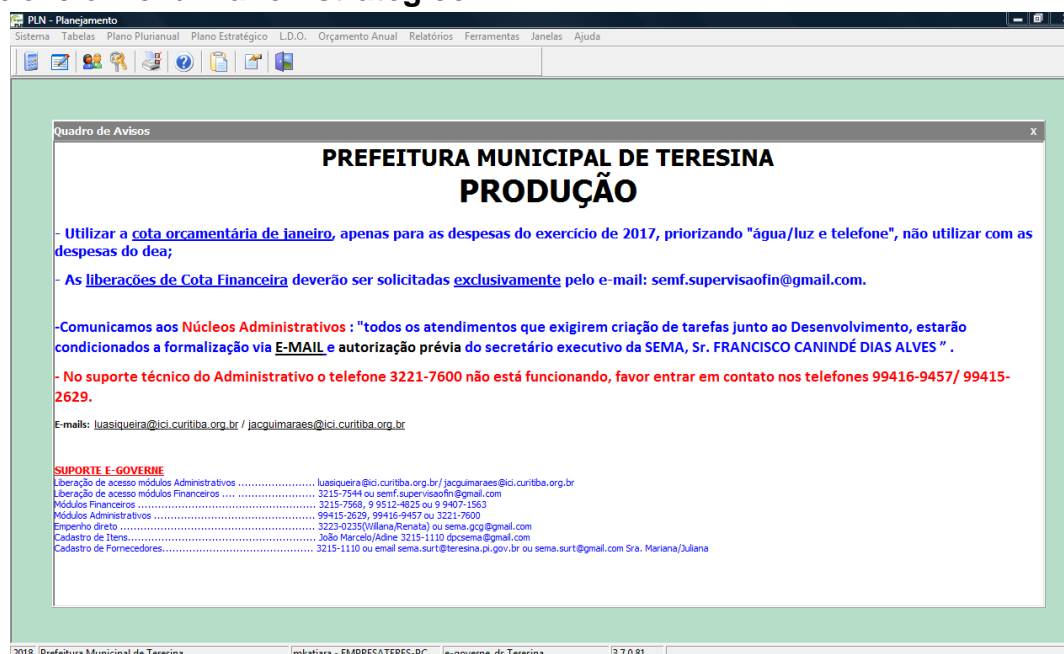 PLN - Planejamento
Sistema Tabelas Plano Plurianual Plano Estratégico L.D.O. Orçamento Anual Relatórios Ferramentas Janelas Ajuda
Quadro de Avisos x
PREFEITURA MUNICIPAL DE TERESINA
PRODUÇÃO
- Utilizar a cota orçamentária de janeiro, apenas para as despesas do exercício de 2017, priorizando "água/luz e telefone", não utilizar com as
despesas do dea;
- As liberações de Cota Financeira deverão ser solicitadas exclusivamente pelo e-mail: semf.supervisaofin@gmail.com.
-Comunicamos aos Núcleos Administrativos : "todos os atendimentos que exigirem criação de tarefas junto ao Desenvolvimento, estarão
condicionados a formalização via E-MAIL e autorização prévia do secretário executivo da SEMA, Sr. FRANCISCO CANINDÉ DIAS ALVES " .
- No suporte técnico do Administrativo o telefone 3221-7600 não está funcionando, favor entrar em contato nos telefones 99416-9457/ 99415-
2629.
E-mails: luasiqueira@ici.curitiba.org.br / jacguimaraes@ici.curitiba.org.br
SUPORTE E-GOVERNE
Liberação de acesso módulos Administrativos ....................... luasiqueira@ici.curitiba.org.br/ jacguimaraes@ici.curitiba.org.br
Liberação de acesso módulos Financeiros .... ....................... 3215-7544 ou semf.supervisaofin@gmail.com
Módulos Financeiros ...................................................... 3215-7568, 9 9512-4825 ou 9 9407-1563
Módulos Administrativos ................................................ 99415-2629, 99416-9457 ou 3221-7600
Empenho direto .......................................................... 3223-0235(Willana/Renata) ou sema.gcg@gmail.com
Cadastro de Itens........................................................ João Marcelo/Adine 3215-1110 dpcsema@gmail.com
Cadastro de Fornecedores............................................. 3215-1110 ou email sema.surt@teresina.pi.gov.br ou sema.surt@gmail.com Sra. Mariana/Juliana
2018 Prefeitura Municipal de Teresina mkatiara - EMPRESATERES-PC e-governe_ds Teresina 3.7.0.81